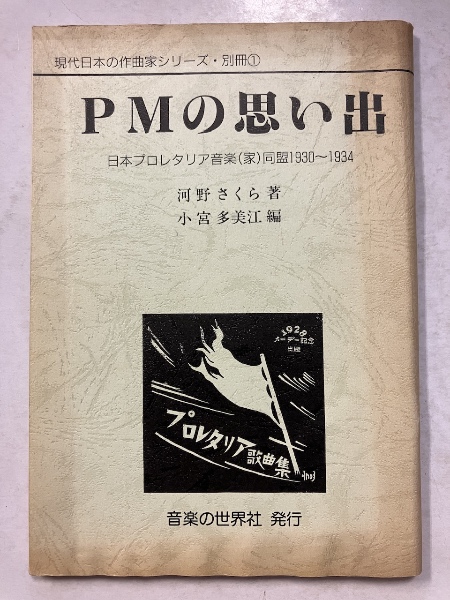 現代日本の作曲家シリーズ・別冊①
PMの思い出
日本プロレタリア音楽(家)同盟1930〜1934
河野さくら 著
小宮多美江 編
1928
メーデー記念
出版
プロレタリア歌曲集
音楽の世界社 発行